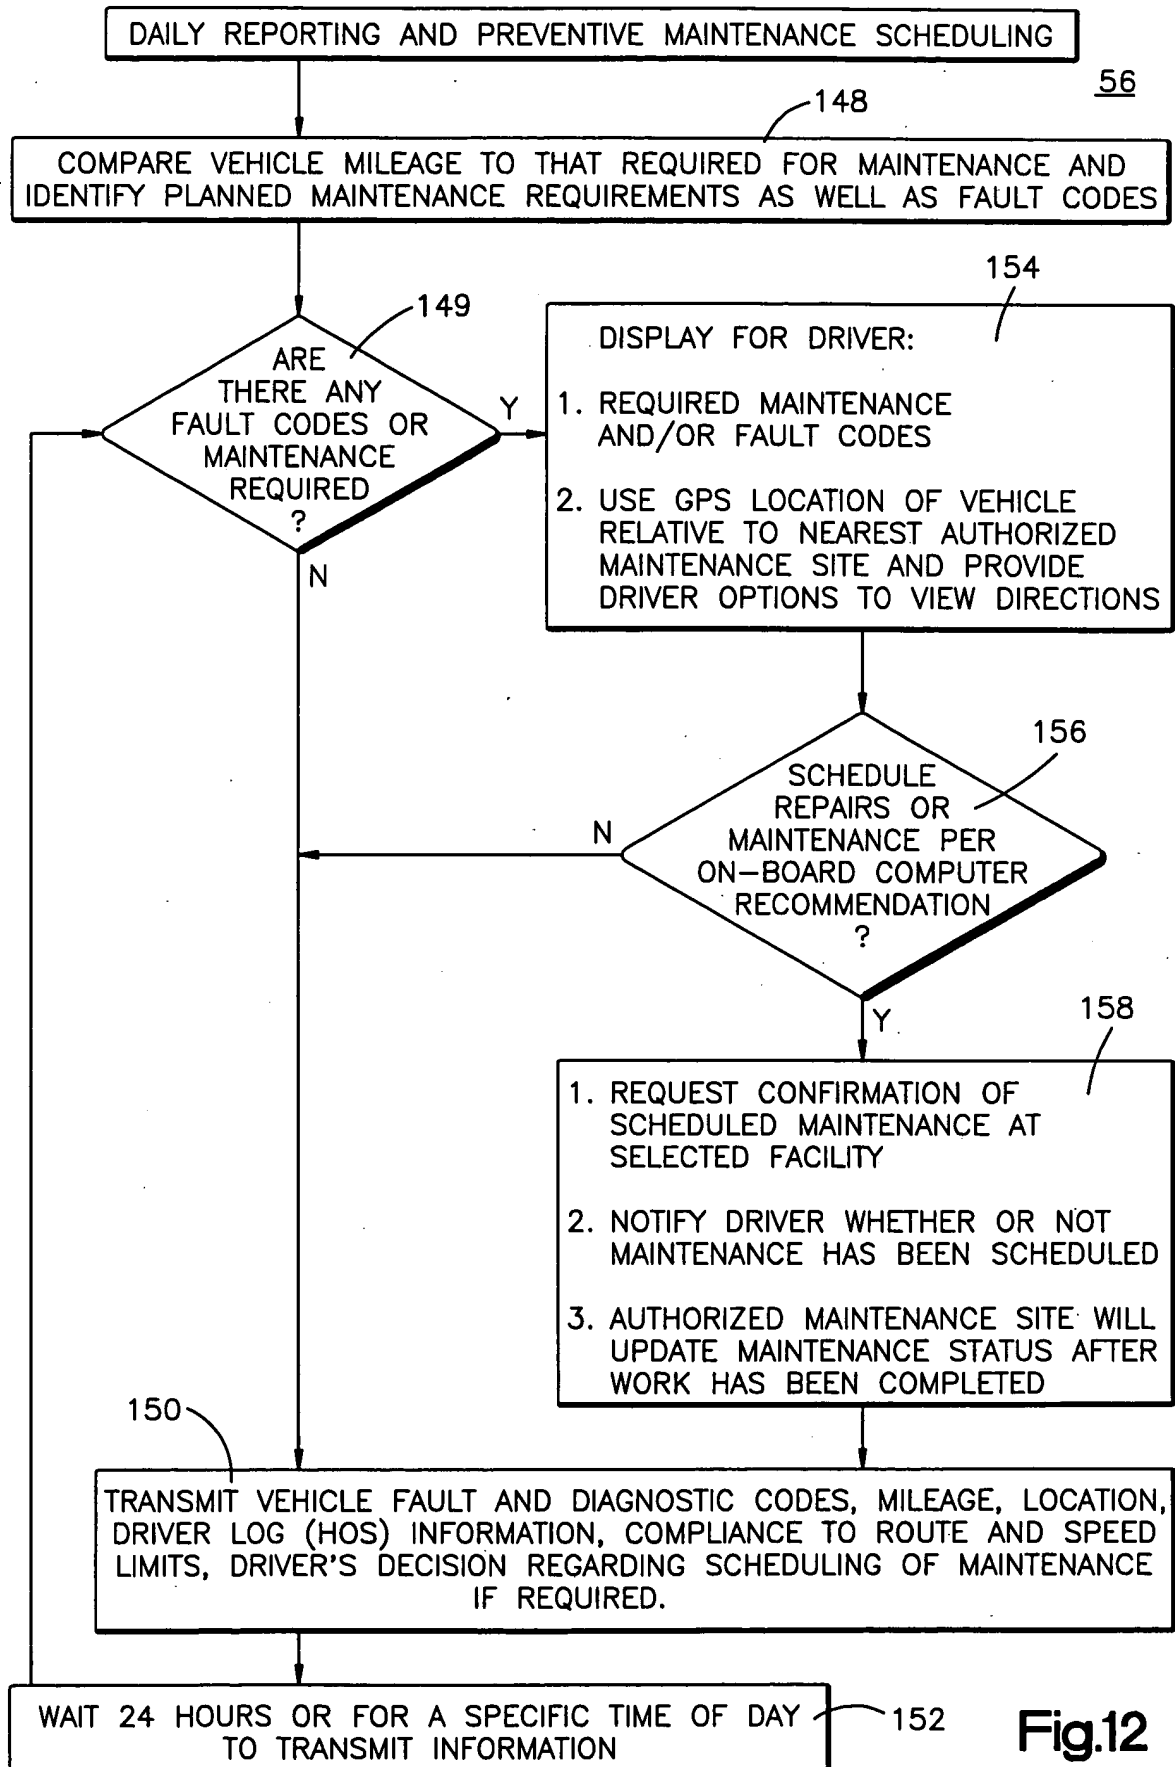 DAILY REPORTING AND PREVENTIVE MAINTENANCE SCHEDULING
56
148
COMPARE VEHICLE MILEAGE TO THAT REQUIRED FOR MAINTENANCE AND
IDENTIFY PLANNED MAINTENANCE REQUIREMENTS AS WELL AS FAULT CODES
149
ARE
THERE ANY
FAULT CODES OR
MAINTENANCE
REQUIRED
?
Y
N
154
DISPLAY FOR DRIVER:
1. REQUIRED MAINTENANCE
AND/OR FAULT CODES
2. USE GPS LOCATION OF VEHICLE
RELATIVE TO NEAREST AUTHORIZED
MAINTENANCE SITE AND PROVIDE
DRIVER OPTIONS TO VIEW DIRECTIONS
156
SCHEDULE
REPAIRS OR
MAINTENANCE PER
ON-BOARD COMPUTER
RECOMMENDATION
?
N
Y
158
1. REQUEST CONFIRMATION OF
SCHEDULED MAINTENANCE AT
SELECTED FACILITY
2. NOTIFY DRIVER WHETHER OR NOT
MAINTENANCE HAS BEEN SCHEDULED
3. AUTHORIZED MAINTENANCE SITE WILL
UPDATE MAINTENANCE STATUS AFTER
WORK HAS BEEN COMPLETED
150
TRANSMIT VEHICLE FAULT AND DIAGNOSTIC CODES, MILEAGE, LOCATION,
DRIVER LOG (HOS) INFORMATION, COMPLIANCE TO ROUTE AND SPEED
LIMITS, DRIVER'S DECISION REGARDING SCHEDULING OF MAINTENANCE
IF REQUIRED.
WAIT 24 HOURS OR FOR A SPECIFIC TIME OF DAY
TO TRANSMIT INFORMATION
152
Fig.12